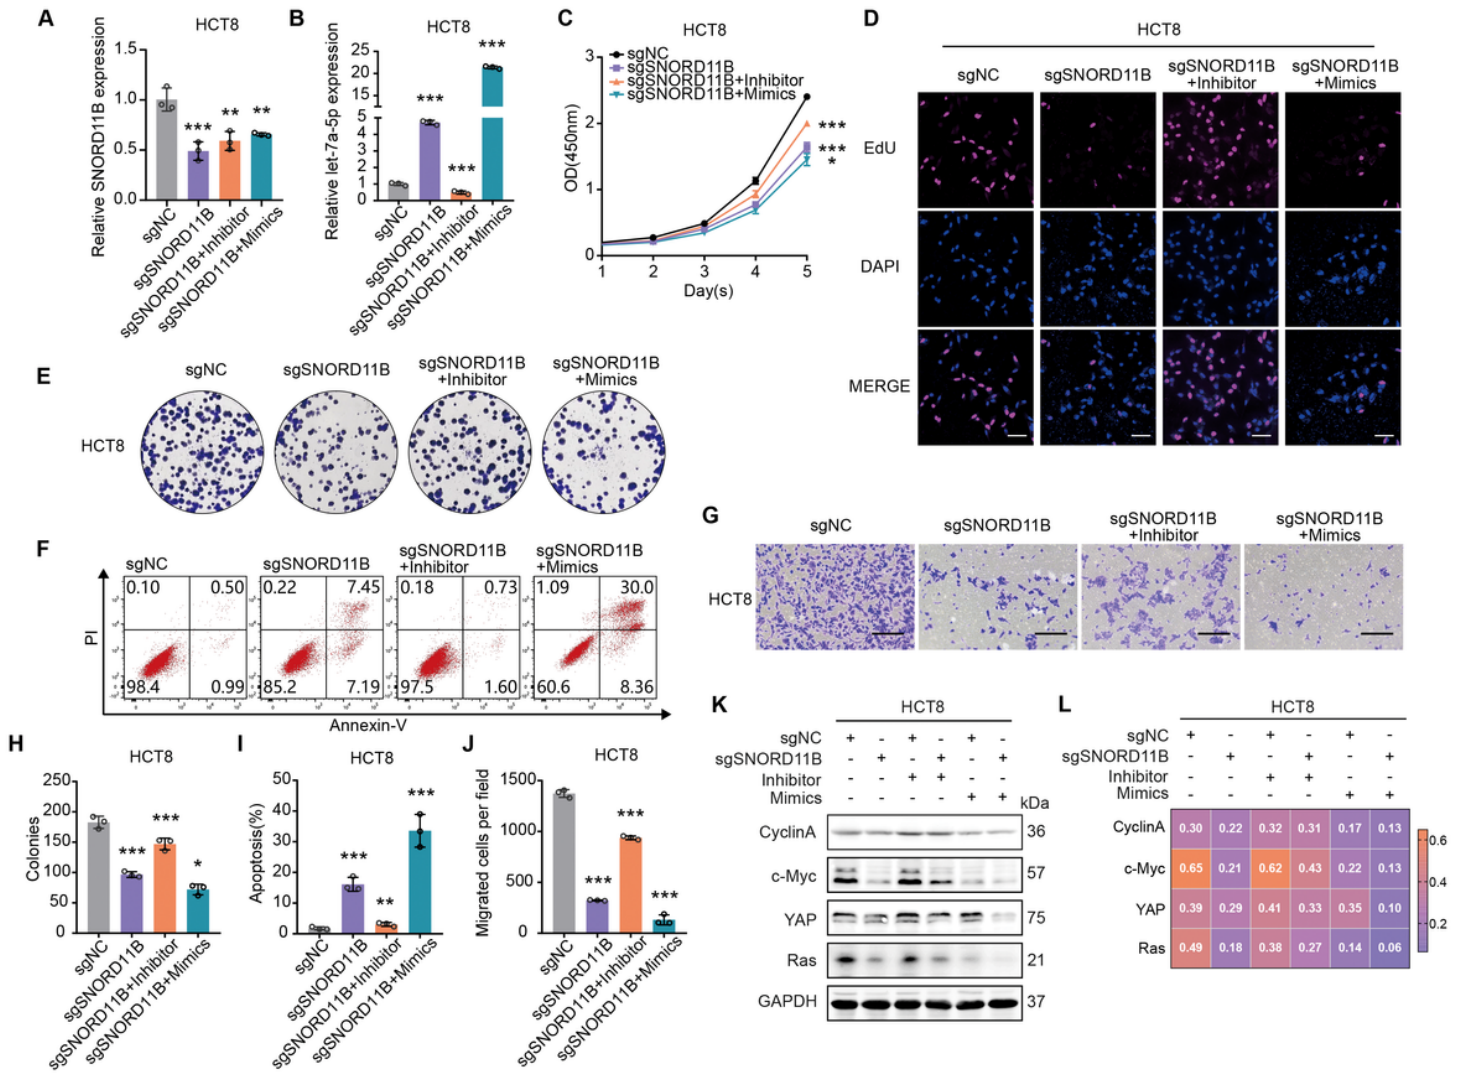 A
HCT8
Relative SNORD11B expression
1.5
1.0
0.5
0.0
***
**
**
sgNC
sgSNORD11B
sgSNORD11B+Inhibitor
sgSNORD11B+Mimics
B
HCT8
Relative let-7a-5p expression
25
20
15
5
4
3
2
1
0
***
***
***
sgNC
sgSNORD11B
sgSNORD11B+Inhibitor
sgSNORD11B+Mimics
C
HCT8
sgNC
sgSNORD11B
sgSNORD11B+Inhibitor
sgSNORD11B+Mimics
OD(450nm)
3
2
1
0
***
***
*
1 2 3 4 5
Day(s)
D
HCT8
sgNC sgSNORD11B sgSNORD11B +Inhibitor sgSNORD11B +Mimics
EdU
DAPI
MERGE
E
sgNC sgSNORD11B sgSNORD11B +Inhibitor sgSNORD11B +Mimics
HCT8
F
sgNC sgSNORD11B sgSNORD11B +Inhibitor sgSNORD11B +Mimics
0.10 0.50 0.22 7.45 0.18 0.73 1.09 30.0
PI
98.4 0.99 85.2 7.19 97.5 1.60 60.6 8.36
Annexin-V
G
sgNC sgSNORD11B sgSNORD11B +Inhibitor sgSNORD11B +Mimics
HCT8
H
HCT8
Colonies
250
200
150
100
50
0
***
***
*
sgNC
sgSNORD11B
sgSNORD11B+Inhibitor
sgSNORD11B+Mimics
I
HCT8
Apoptosis(%)
50
40
30
20
10
0
***
**
***
sgNC
sgSNORD11B
sgSNORD11B+Inhibitor
sgSNORD11B+Mimics
J
HCT8
Migrated cells per field
1500
1000
500
0
***
***
***
sgNC
sgSNORD11B
sgSNORD11B+Inhibitor
sgSNORD11B+Mimics
K
HCT8
sgNC + - + - + -
sgSNORD11B - + - + - +
Inhibitor - - + + - -
Mimics - - - - + +
kDa
CyclinA 36
c-Myc 57
YAP 75
Ras 21
GAPDH 37
L
HCT8
sgNC + - + - + -
sgSNORD11B - + - + - +
Inhibitor - - + + - -
Mimics - - - - + +
CyclinA 0.30 0.22 0.32 0.31 0.17 0.13
c-Myc 0.65 0.21 0.62 0.43 0.22 0.13
YAP 0.39 0.29 0.41 0.33 0.35 0.10
Ras 0.49 0.18 0.38 0.27 0.14 0.06
0.6
0.4
0.2